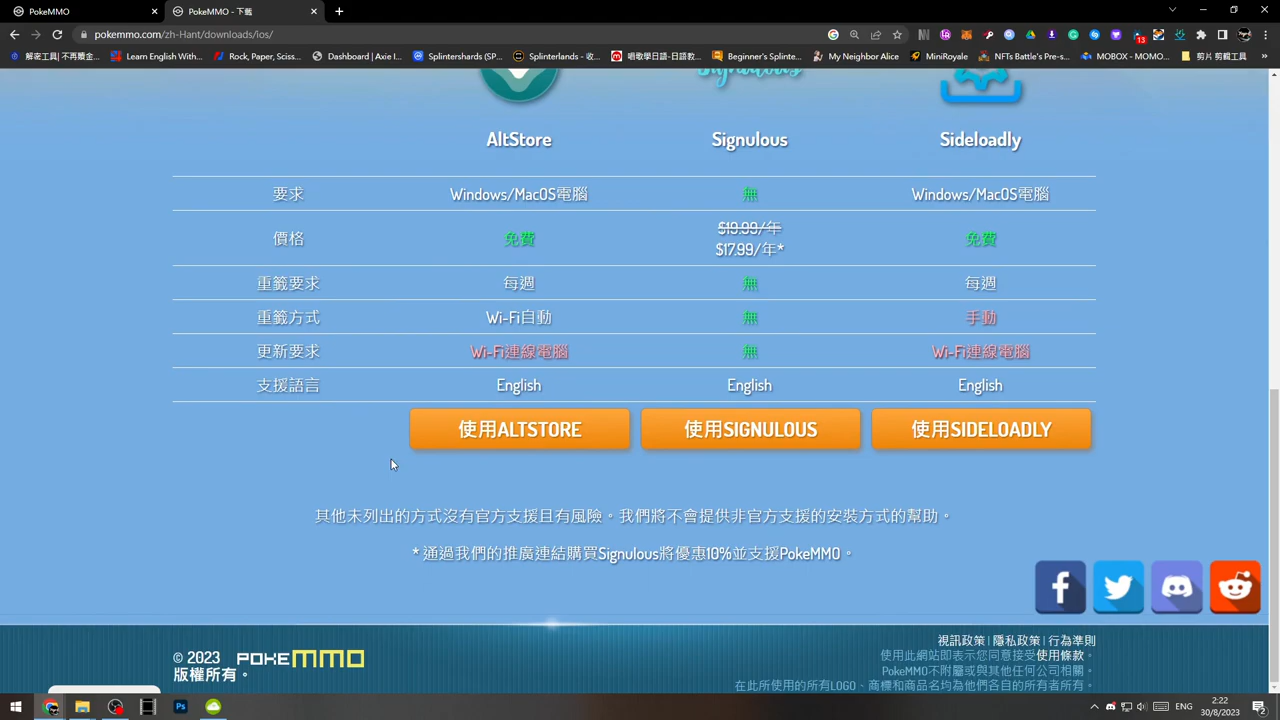 PokeMMO
PokeMMO - 下載
pokemmo.com/zh-Hant/downloads/ios/
13
解密工具|不再贖金...
Learn English With...
Rock, Paper, Sciss...
Dashboard | Axie I...
Splintershards (SP...
Splinterlands - 收...
唱歌學日語-日語教...
Beginner's Splinte...
My Neighbor Alice
MiniRoyale
NFTs Battle's Pre-s...
MOBOX - MOMO...
剪片 剪輯工具
Signulous
AltStore
Signulous
Sideloadly
要求
Windows/MacOS電腦
無
Windows/MacOS電腦
價格
免費
$19.99/年
$17.99/年*
免費
重籤要求
每週
無
每週
重籤方式
Wi-Fi自動
無
手動
更新要求
Wi-Fi連線電腦
無
Wi-Fi連線電腦
支援語言
English
English
English
使用ALTSTORE
使用SIGNULOUS
使用SIDELOADLY
其他未列出的方式沒有官方支援且有風險。我們將不會提供非官方支援的安裝方式的幫助。
* 通過我們的推廣連結購買Signulous將優惠10%並支援PokeMMO。
© 2023 POKEMMO
版權所有。
視訊政策 | 隱私政策 | 行為準則
使用此網站即表示您同意接受使用條款。
PokeMMO不附屬或與其他任何公司相關。
在此所使用的所有LOGO、商標和商品名均為他們各自的所有者所有。
Ps
2:22
30/8/2023
2